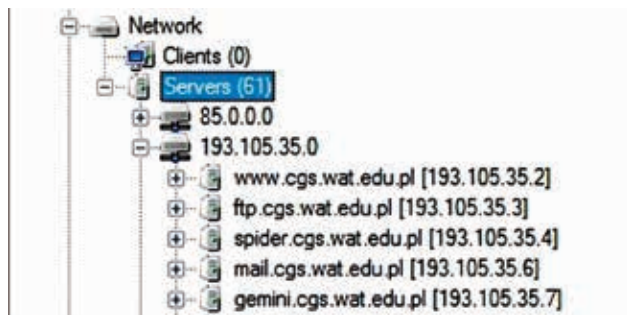 Network
Clients (0)
Servers (61)
85.0.0.0
193.105.35.0
www.cgs.wat.edu.pl [193.105.35.2]
ftp.cgs.wat.edu.pl [193.105.35.3]
spider.cgs.wat.edu.pl [193.105.35.4]
mail.cgs.wat.edu.pl [193.105.35.6]
gemini.cgs.wat.edu.pl [193.105.35.7]